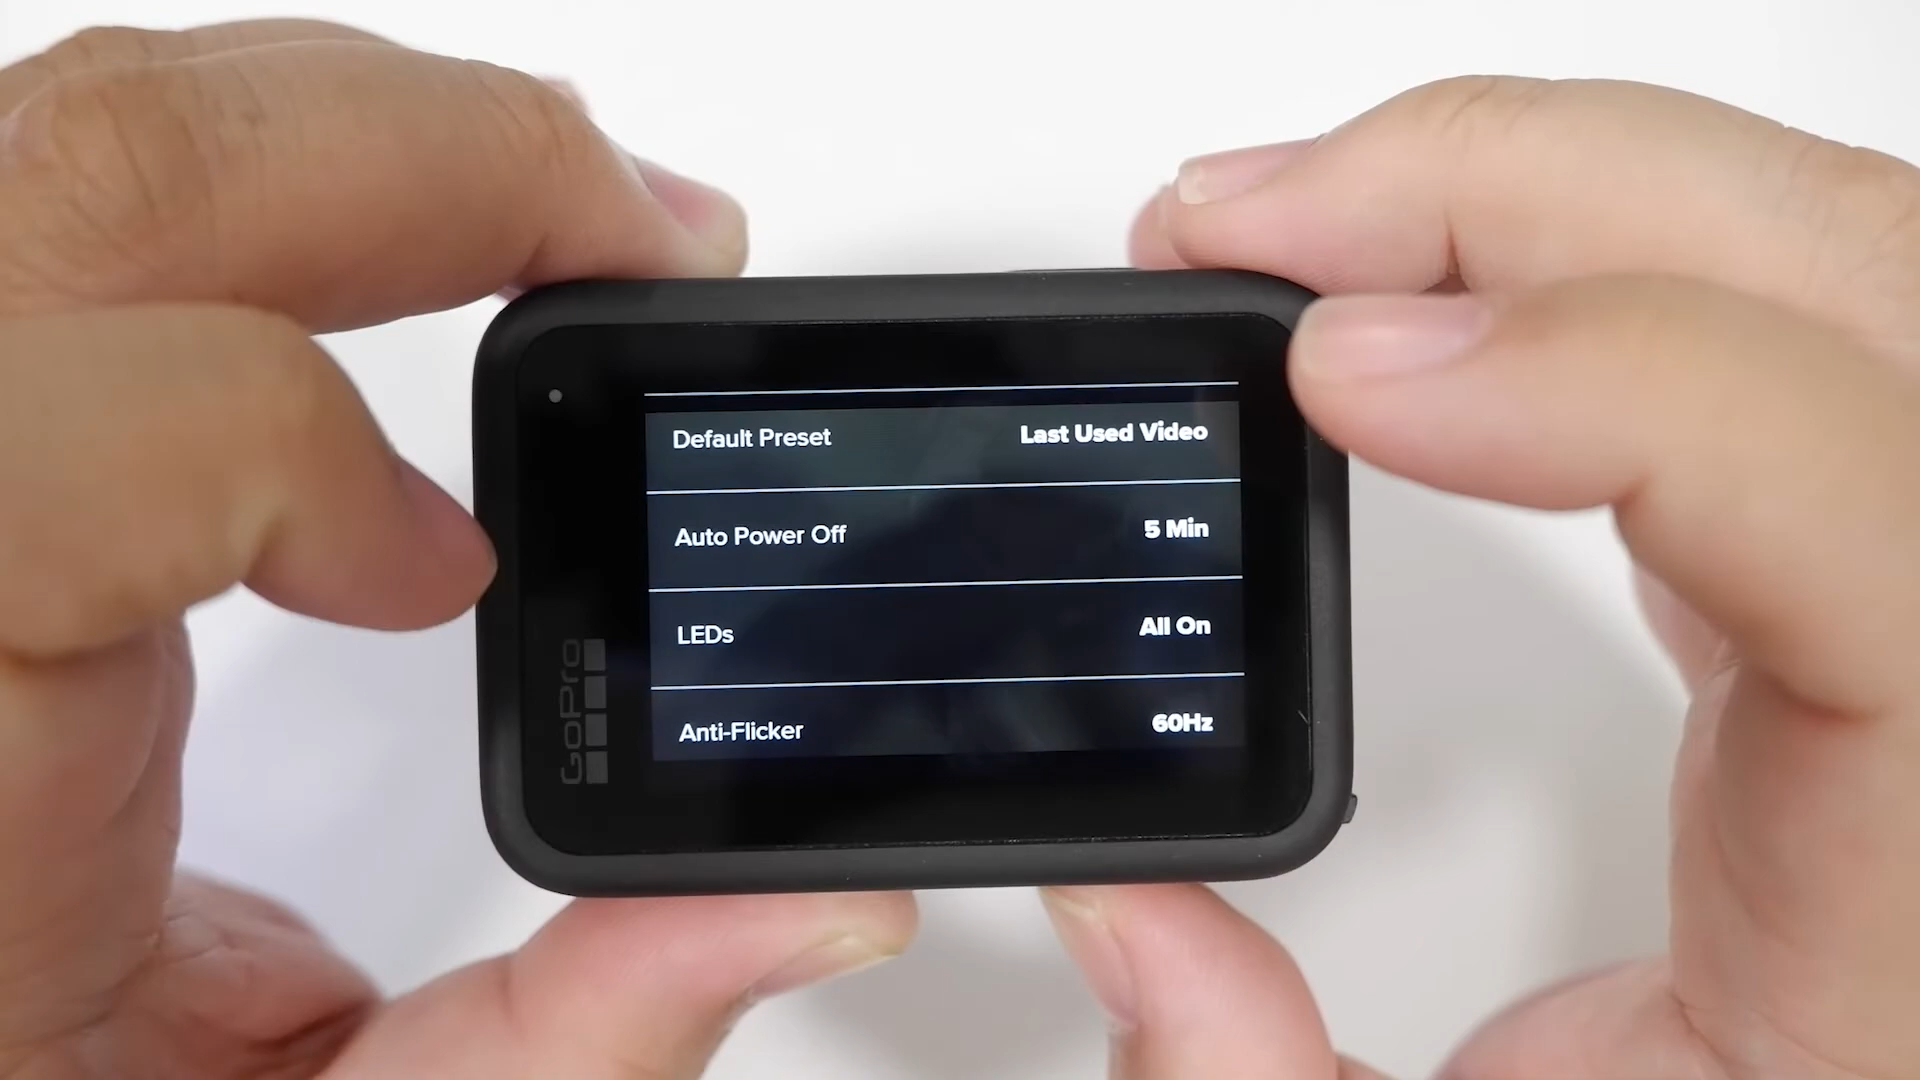 Default Preset Last Used Video
Auto Power Off 5 Min
LEDs All On
Anti-Flicker 60Hz
GoPro